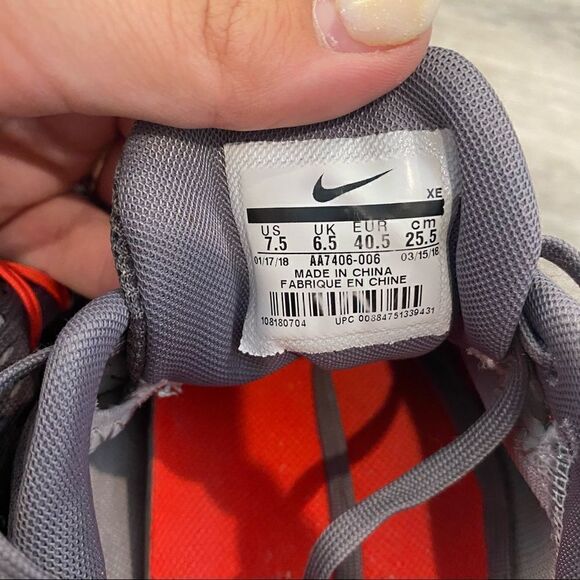 XE
US UK EUR cm
7.5 6.5 40.5 25.5
01/17/18 AA7406-006 03/15/18
MADE IN CHINA
FABRIQUE EN CHINE
108180704 UPC 00884751339431